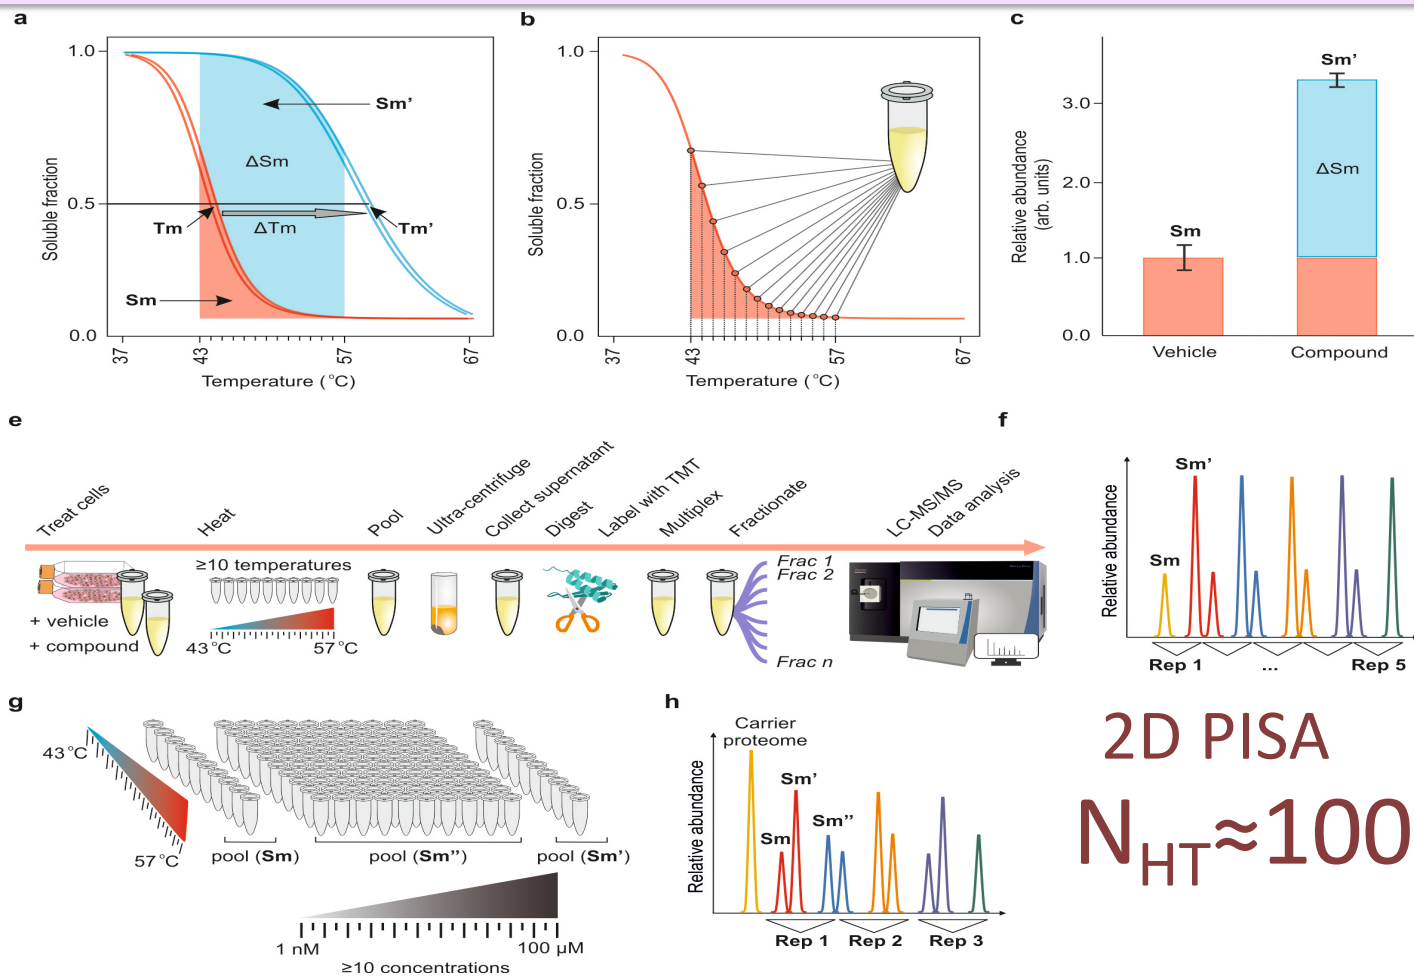 a
1.0
0.5
0.0
Soluble fraction
Sm’
ΔSm
Tm
ΔTm
Tm’
Sm
37
43
57
67
Temperature (°C)
b
1.0
0.5
0.0
Soluble fraction
37
43
57
67
Temperature (°C)
c
3.0
2.0
1.0
0.0
Relative abundance
(arb. units)
Sm
Sm’
ΔSm
Vehicle
Compound
e
Treat cells
Heat
Pool
Ultra-centrifuge
Collect supernatant
Digest
Label with TMT
Multiplex
Fractionate
LC-MS/MS
Data analysis
+ vehicle
+ compound
≥10 temperatures
43°C
57°C
Frac 1
Frac 2
Frac n
f
Relative abundance
Sm’
Sm
Rep 1
...
Rep 5
g
43°C
57°C
pool (Sm)
pool (Sm’’)
pool (Sm’)
1 nM
100 µM
≥10 concentrations
h
Relative abundance
Carrier
proteome
Sm’
Sm
Sm’’
Rep 1
Rep 2
Rep 3
2D PISA
NHT≈100